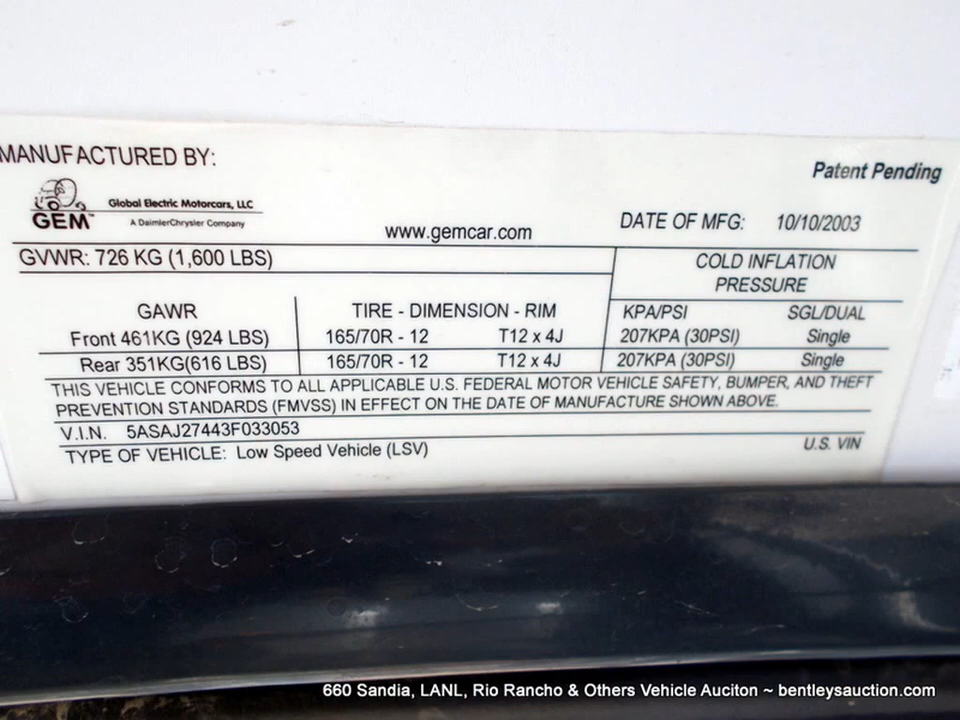 MANUFACTURED BY:
Patent Pending
GEM™ Global Electric Motorcars, LLC
A DaimlerChrysler Company
www.gemcar.com
DATE OF MFG: 10/10/2003
GVWR: 726 KG (1,600 LBS)
COLD INFLATION
PRESSURE
GAWR TIRE - DIMENSION - RIM KPA/PSI SGL/DUAL
Front 461KG (924 LBS) 165/70R - 12 T12 x 4J 207KPA (30PSI) Single
Rear 351KG(616 LBS) 165/70R - 12 T12 x 4J 207KPA (30PSI) Single
THIS VEHICLE CONFORMS TO ALL APPLICABLE U.S. FEDERAL MOTOR VEHICLE SAFETY, BUMPER, AND THEFT
PREVENTION STANDARDS (FMVSS) IN EFFECT ON THE DATE OF MANUFACTURE SHOWN ABOVE.
V.I.N. 5ASAJ27443F033053
U.S. VIN
TYPE OF VEHICLE: Low Speed Vehicle (LSV)
660 Sandia, LANL, Rio Rancho & Others Vehicle Auciton ~ bentleysauction.com